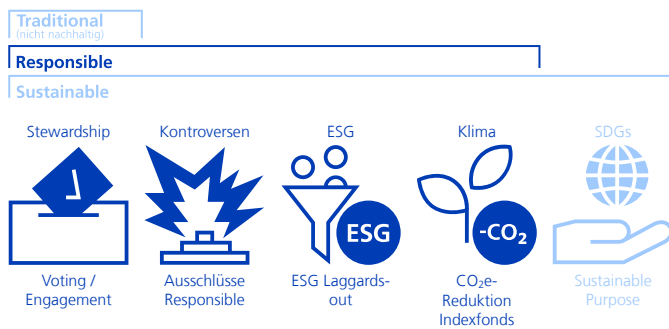 Traditional
(nicht nachhaltig)
Responsible
Sustainable
Stewardship
Kontroversen
ESG
Klima
SDGs
ESG
-CO₂
Voting /
Engagement
Ausschlüsse
Responsible
ESG Laggards-
out
CO₂e-
Reduktion
Indexfonds
Sustainable
Purpose